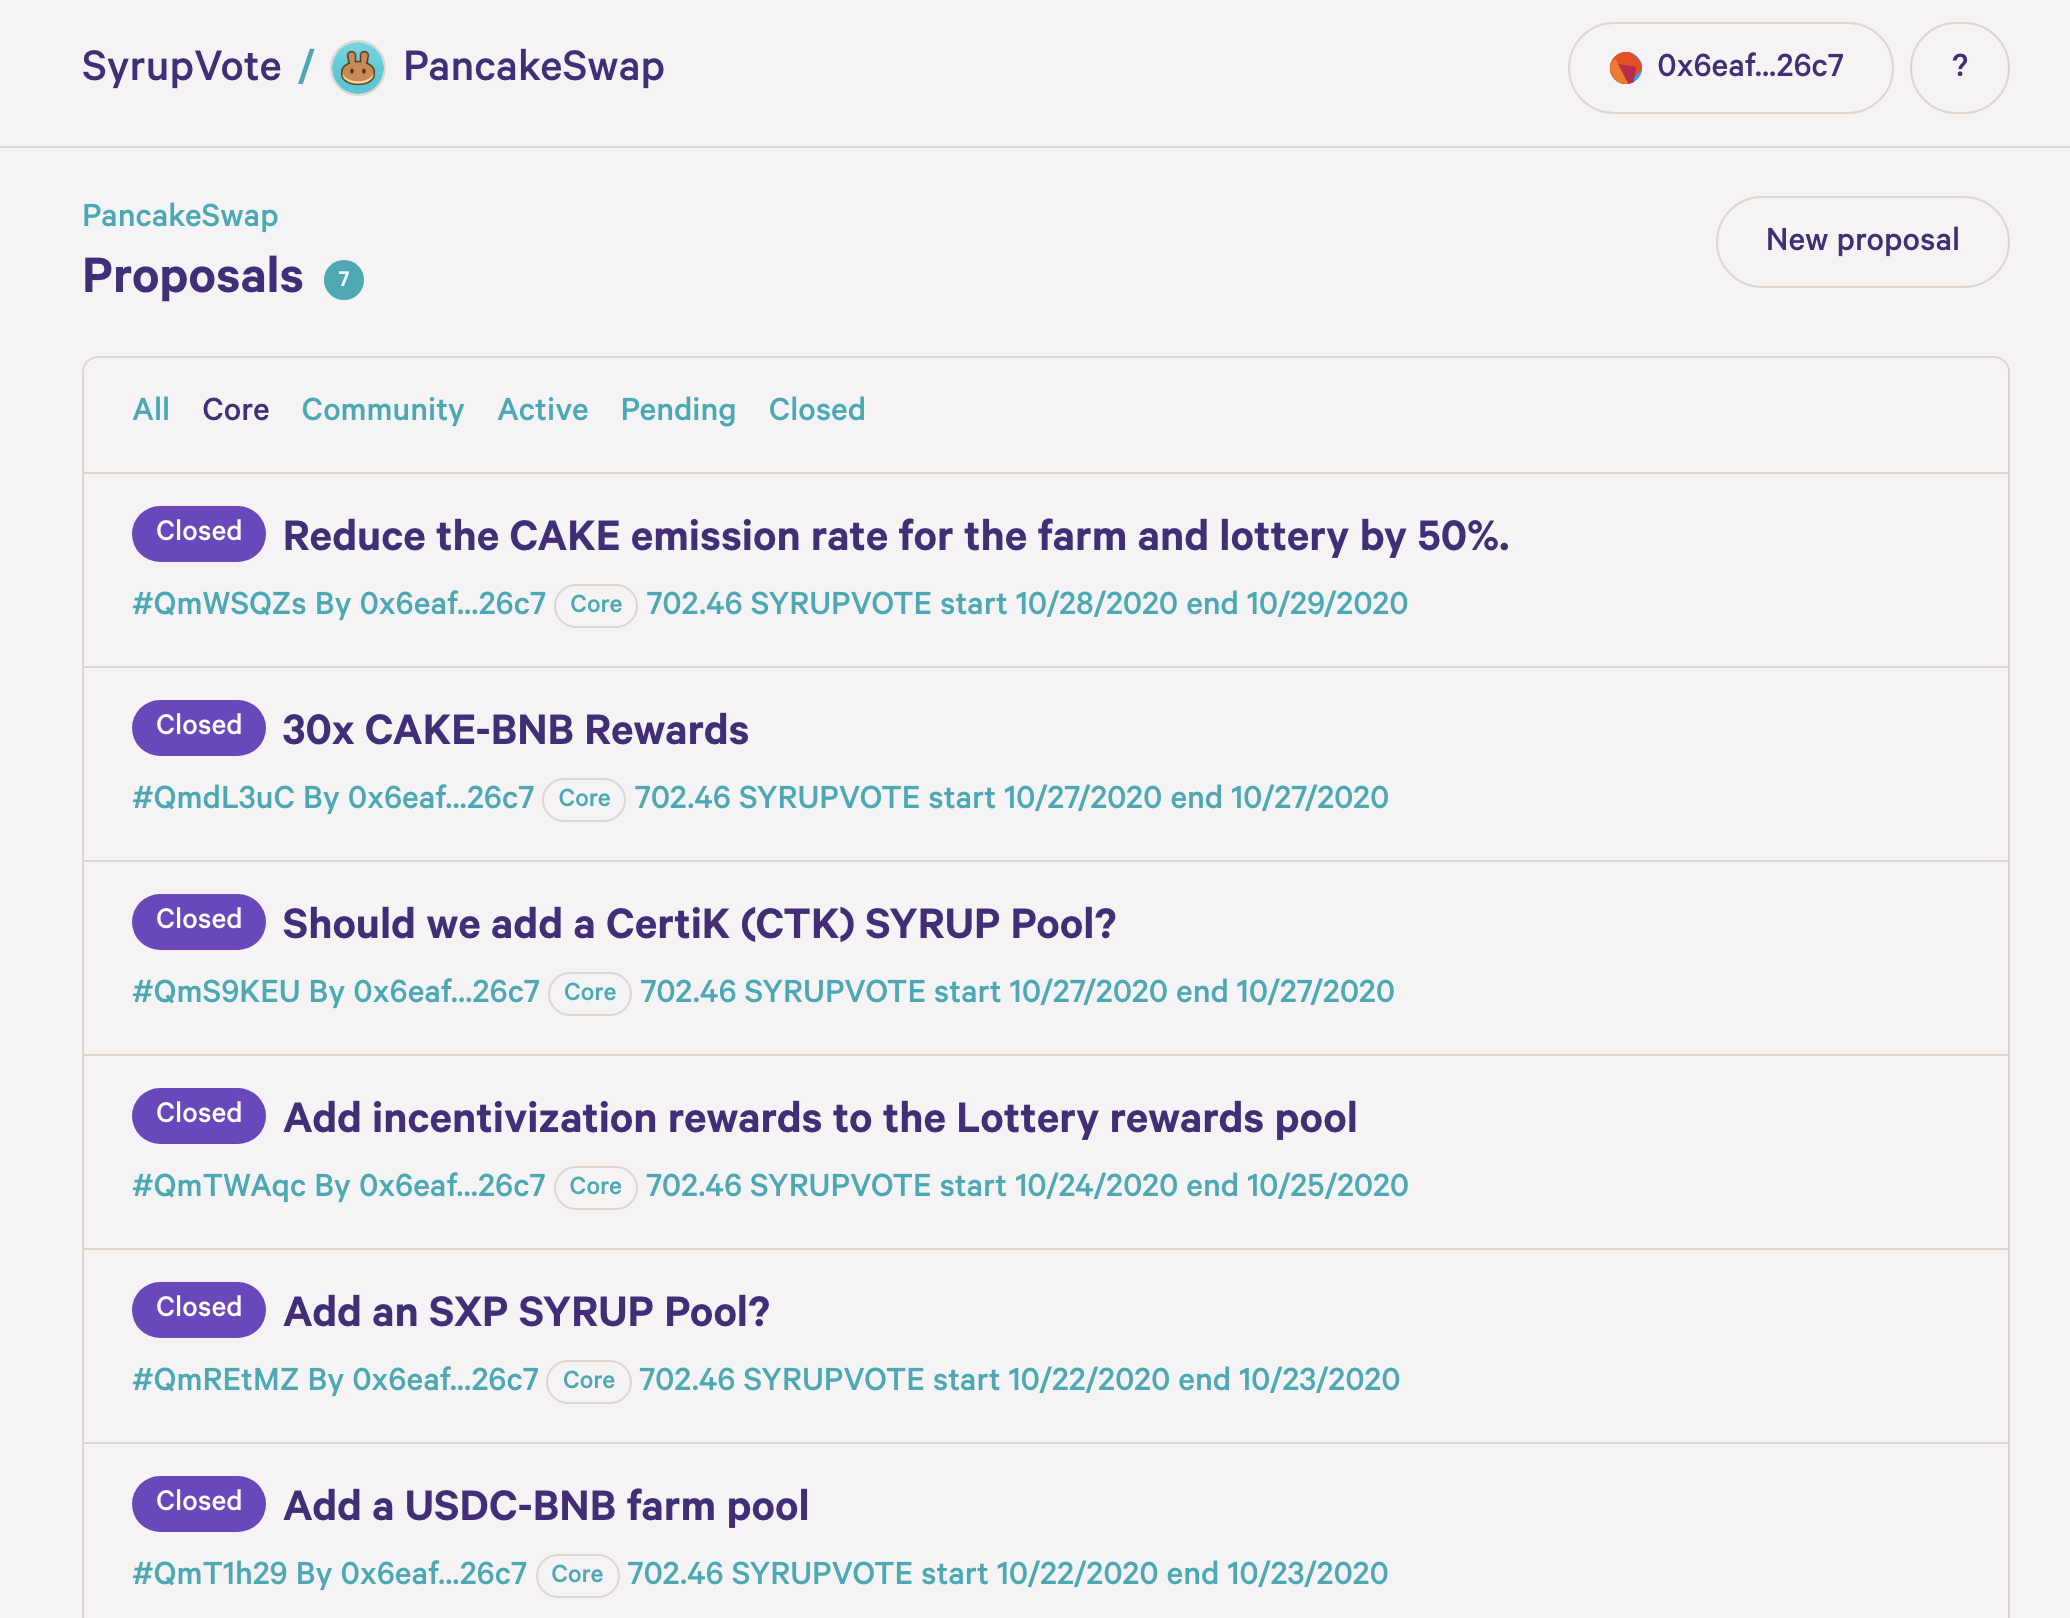 SyrupVote / PancakeSwap
0x6eaf...26c7
?
PancakeSwap
Proposals 7
New proposal
All Core Community Active Pending Closed
Closed Reduce the CAKE emission rate for the farm and lottery by 50%.
#QmWSQZs By 0x6eaf...26c7 Core 702.46 SYRUPVOTE start 10/28/2020 end 10/29/2020
Closed 30x CAKE-BNB Rewards
#QmdL3uC By 0x6eaf...26c7 Core 702.46 SYRUPVOTE start 10/27/2020 end 10/27/2020
Closed Should we add a CertiK (CTK) SYRUP Pool?
#QmS9KEU By 0x6eaf...26c7 Core 702.46 SYRUPVOTE start 10/27/2020 end 10/27/2020
Closed Add incentivization rewards to the Lottery rewards pool
#QmTWAqc By 0x6eaf...26c7 Core 702.46 SYRUPVOTE start 10/24/2020 end 10/25/2020
Closed Add an SXP SYRUP Pool?
#QmREtMZ By 0x6eaf...26c7 Core 702.46 SYRUPVOTE start 10/22/2020 end 10/23/2020
Closed Add a USDC-BNB farm pool
#QmT1h29 By 0x6eaf...26c7 Core 702.46 SYRUPVOTE start 10/22/2020 end 10/23/2020